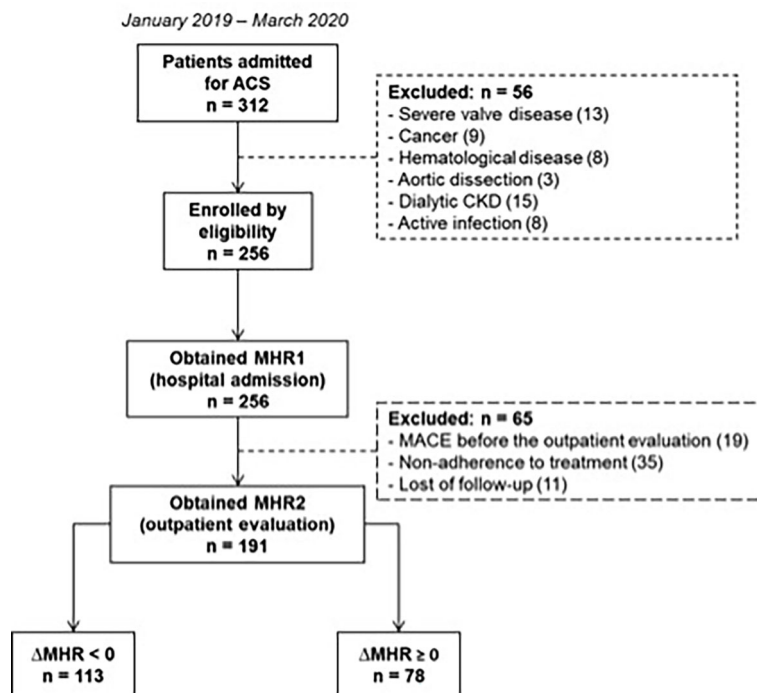 January 2019 – March 2020
Patients admitted
for ACS
n = 312
Excluded: n = 56
- Severe valve disease (13)
- Cancer (9)
- Hematological disease (8)
- Aortic dissection (3)
- Dialytic CKD (15)
- Active infection (8)
Enrolled by
eligibility
n = 256
Obtained MHR1
(hospital admission)
n = 256
Excluded: n = 65
- MACE before the outpatient evaluation (19)
- Non-adherence to treatment (35)
- Lost of follow-up (11)
Obtained MHR2
(outpatient evaluation)
n = 191
ΔMHR < 0
n = 113
ΔMHR ≥ 0
n = 78